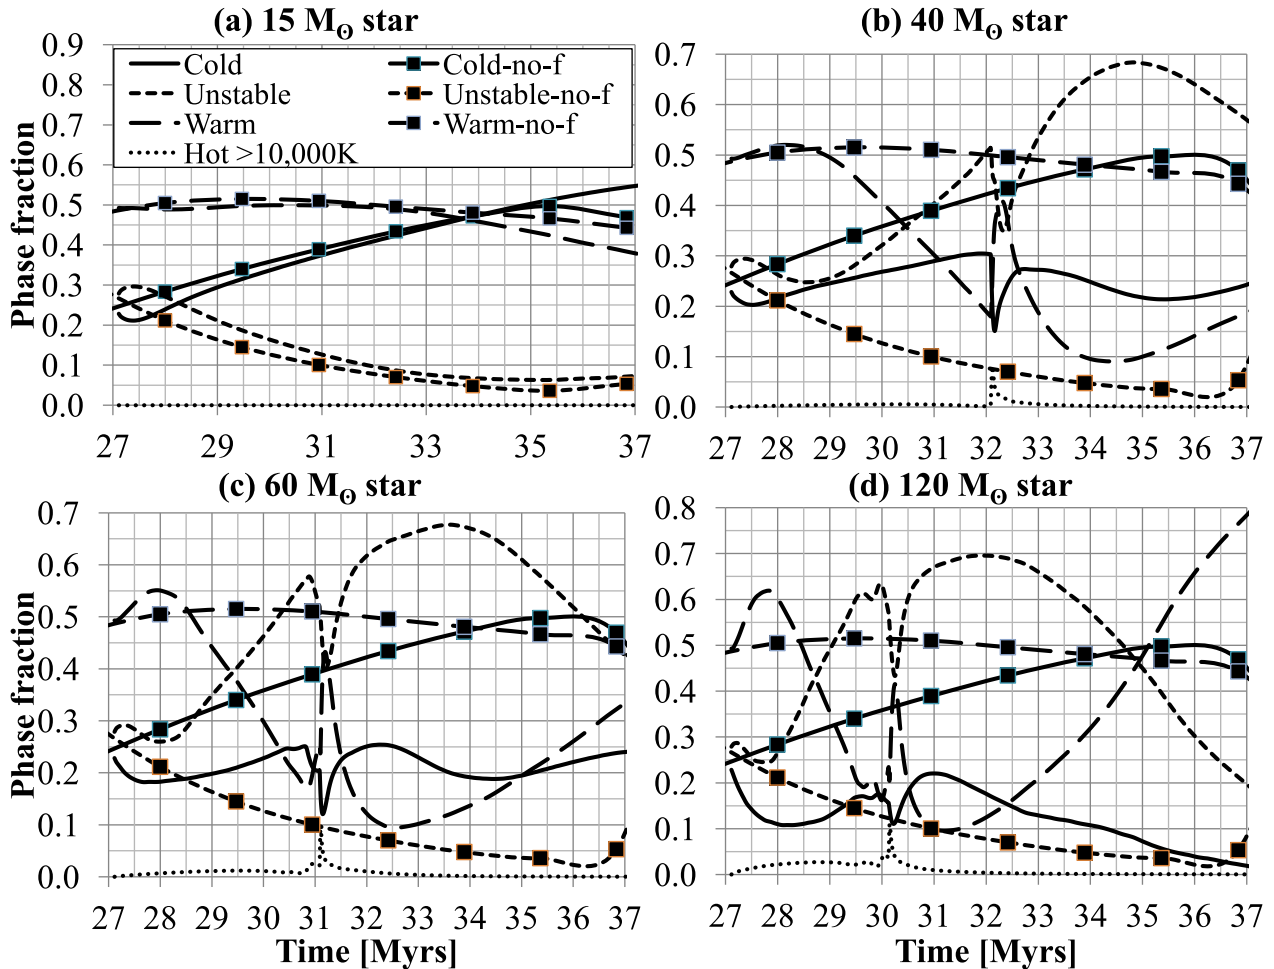 (a) 15 M⊙ star
(b) 40 M⊙ star
Phase fraction
0.9
0.8
0.7
0.6
0.5
0.4
0.3
0.2
0.1
0.0
Cold
Cold-no-f
Unstable
Unstable-no-f
Warm
Warm-no-f
Hot >10,000K
27 29 31 33 35 37
0.7
0.6
0.5
0.4
0.3
0.2
0.1
0.0
27 28 29 30 31 32 33 34 35 36 37
(c) 60 M⊙ star
(d) 120 M⊙ star
Phase fraction
0.7
0.6
0.5
0.4
0.3
0.2
0.1
0.0
27 28 29 30 31 32 33 34 35 36 37
Time [Myrs]
0.8
0.7
0.6
0.5
0.4
0.3
0.2
0.1
0.0
27 28 29 30 31 32 33 34 35 36 37
Time [Myrs]